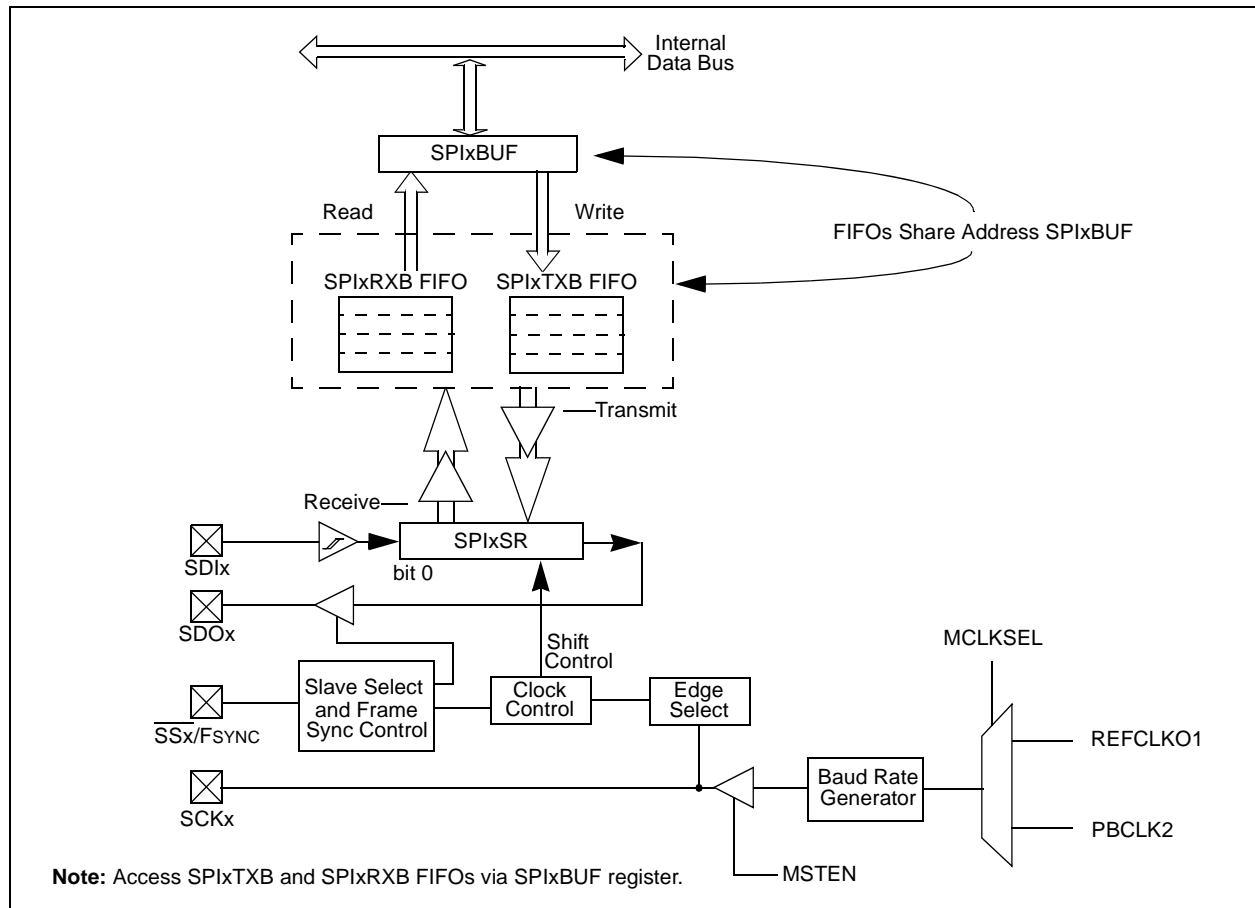 Internal
Data Bus
SPIxBUF
Read
Write
FIFOs Share Address SPIxBUF
SPIxRXB FIFO
SPIxTXB FIFO
Transmit
Receive
SPIxSR
SDIx
bit 0
SDOx
Shift
Control
MCLKSEL
Slave Select
and Frame
Sync Control
Clock
Control
Edge
Select
SSx/FSYNC
REFCLKO1
Baud Rate
Generator
SCKx
PBCLK2
MSTEN
Note: Access SPIxTXB and SPIxRXB FIFOs via SPIxBUF register.